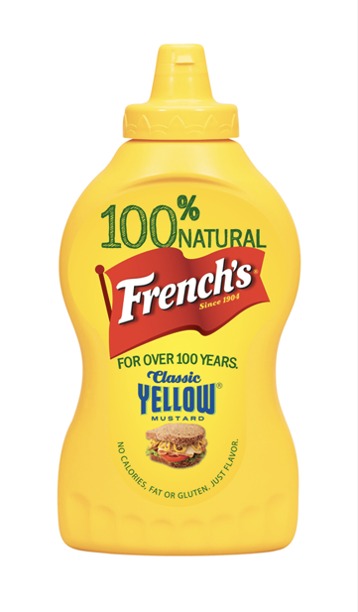 100%
NATURAL
French's®
Since 1904
FOR OVER 100 YEARS.
Classic
YELLOW®
MUSTARD
NO CALORIES, FAT OR GLUTEN. JUST FLAVOR.